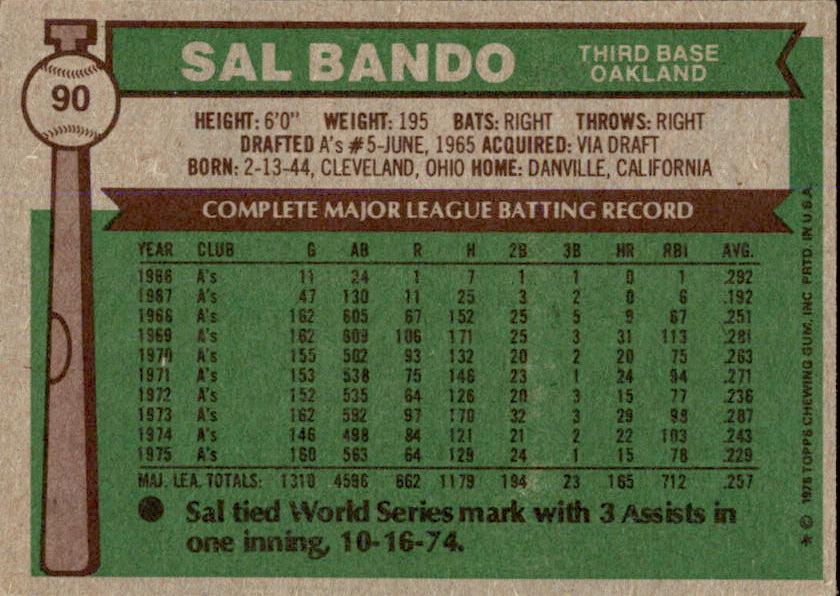 90
SAL BANDO
THIRD BASE
OAKLAND
HEIGHT: 6'0" WEIGHT: 195 BATS: RIGHT THROWS: RIGHT
DRAFTED A's #5-JUNE, 1965 ACQUIRED: VIA DRAFT
BORN: 2-13-44, CLEVELAND, OHIO HOME: DANVILLE, CALIFORNIA
COMPLETE MAJOR LEAGUE BATTING RECORD
YEAR CLUB G AB R H 2B 3B HR RBI AVG.
1966 A's 11 24 1 7 1 1 0 1 .292
1967 A's 47 130 11 25 3 2 0 6 .192
1968 A's 162 605 67 152 25 5 9 67 .251
1969 A's 162 609 106 171 25 3 31 113 .281
1970 A's 155 502 93 132 20 2 20 75 .263
1971 A's 153 538 75 146 23 1 24 94 .271
1972 A's 152 535 64 126 20 3 15 77 .236
1973 A's 162 592 97 170 32 3 29 98 .287
1974 A's 146 498 84 121 21 2 22 103 .243
1975 A's 160 563 64 129 24 1 15 78 .229
MAJ. LEA. TOTALS: 1310 4596 662 1179 194 23 165 712 .257
Sal tied World Series mark with 3 Assists in
one inning, 10-16-74.
* © 1976 TOPPS CHEWING GUM, INC. PRTD. IN U.S.A.